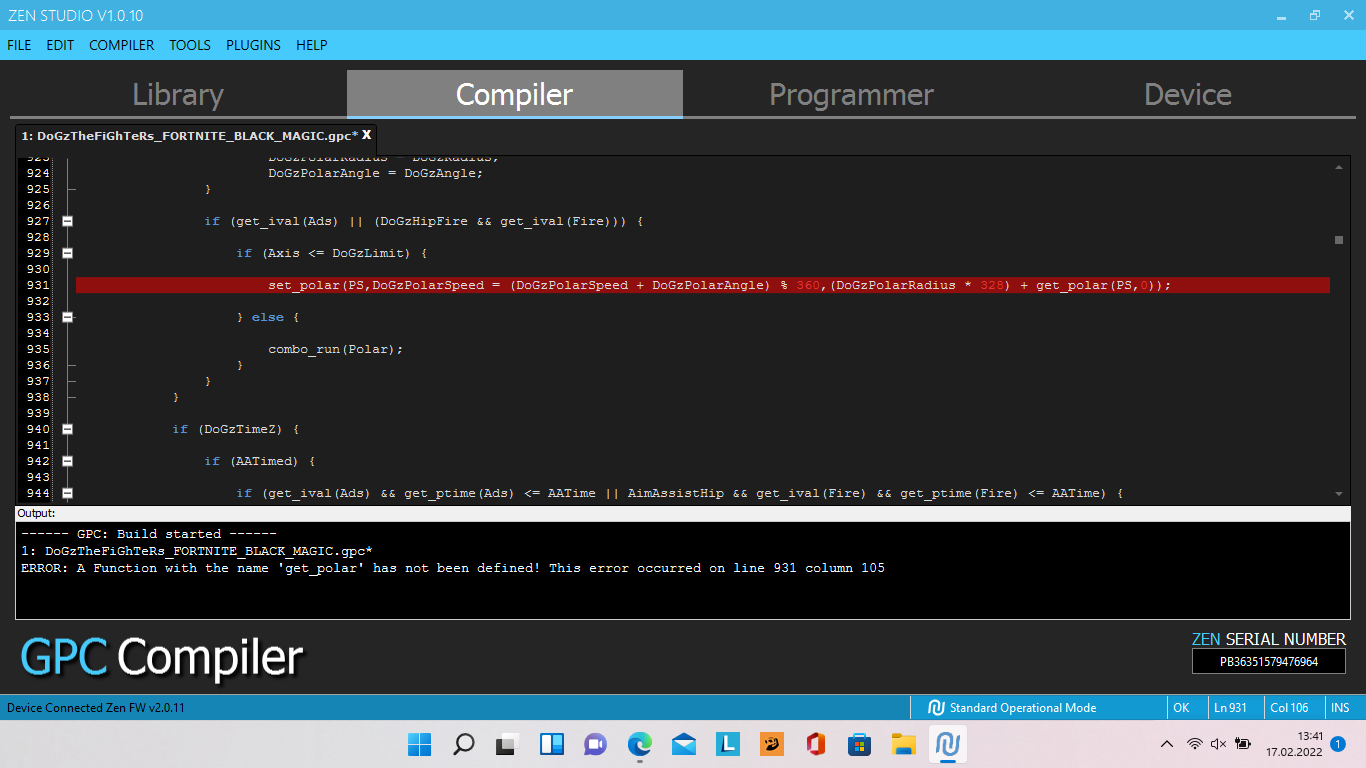 ZEN STUDIO V1.0.10
FILE EDIT COMPILER TOOLS PLUGINS HELP
Library Compiler Programmer Device
1: DoGzTheFiGhTeRs_FORTNITE_BLACK_MAGIC.gpc* X
923 DoGzPolarRadius = DoGzRadius;
924 DoGzPolarAngle = DoGzAngle;
925 }
926
927 if (get_ival(Ads) || (DoGzHipFire && get_ival(Fire))) {
928
929 if (Axis <= DoGzLimit) {
930
931 set_polar(PS,DoGzPolarSpeed = (DoGzPolarSpeed + DoGzPolarAngle) % 360,(DoGzPolarRadius * 328) + get_polar(PS,0));
932
933 } else {
934
935 combo_run(Polar);
936 }
937 }
938 }
939
940 if (DoGzTimeZ) {
941
942 if (AATimed) {
943
944 if (get_ival(Ads) && get_ptime(Ads) <= AATime || AimAssistHip && get_ival(Fire) && get_ptime(Fire) <= AATime) {
Output:
------ GPC: Build started ------
1: DoGzTheFiGhTeRs_FORTNITE_BLACK_MAGIC.gpc*
ERROR: A Function with the name 'get_polar' has not been defined! This error occurred on line 931 column 105
GPC Compiler
ZEN SERIAL NUMBER
PB36351579476964
Device Connected Zen FW v2.0.11 Standard Operational Mode OK Ln 931 Col 106 INS
L
13:41
17.02.2022 1